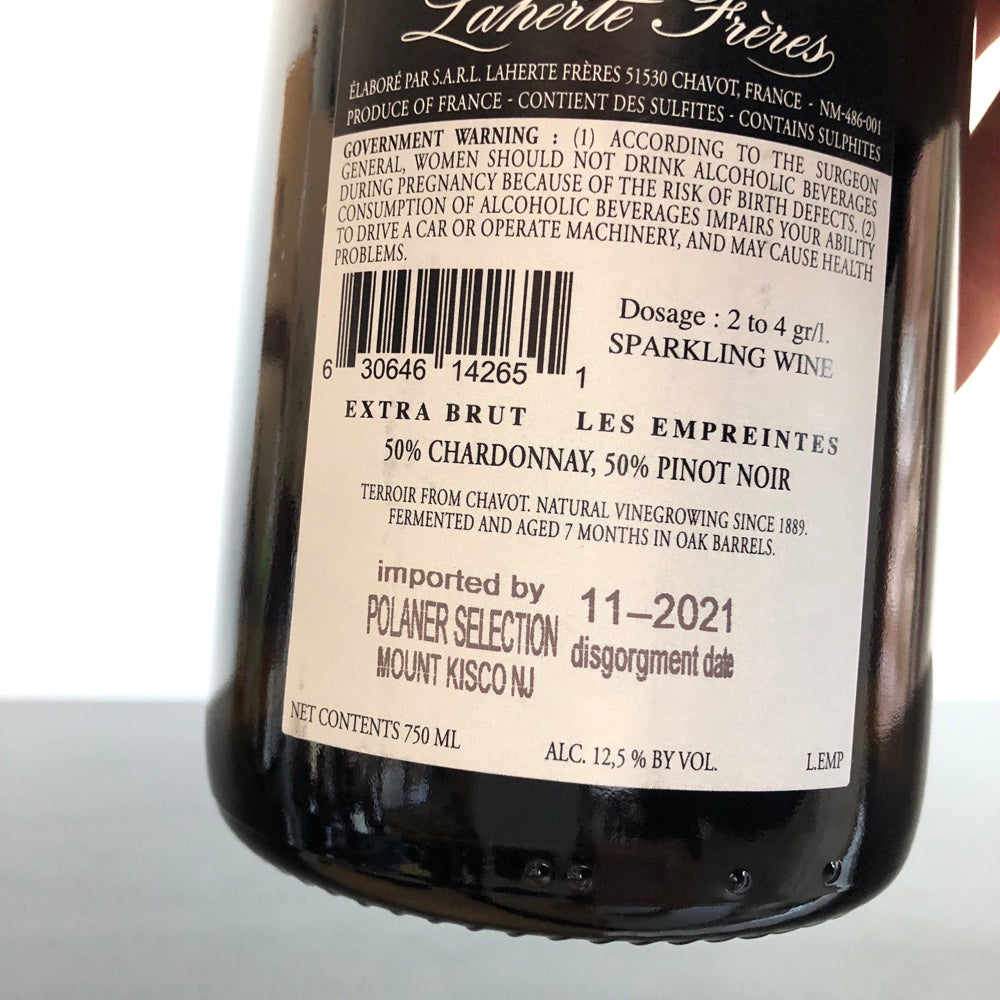 Laherte Frères
ÉLABORÉ PAR S.A.R.L. LAHERTE FRÈRES 51530 CHAVOT, FRANCE - NM-486-001
PRODUCE OF FRANCE - CONTIENT DES SULFITES - CONTAINS SULPHITES
GOVERNMENT WARNING : (1) ACCORDING TO THE SURGEON
GENERAL, WOMEN SHOULD NOT DRINK ALCOHOLIC BEVERAGES
DURING PREGNANCY BECAUSE OF THE RISK OF BIRTH DEFECTS. (2)
CONSUMPTION OF ALCOHOLIC BEVERAGES IMPAIRS YOUR ABILITY
TO DRIVE A CAR OR OPERATE MACHINERY, AND MAY CAUSE HEALTH
PROBLEMS.
Dosage : 2 to 4 gr/l.
SPARKLING WINE
6 30646 14265 1
EXTRA BRUT LES EMPREINTES
50% CHARDONNAY, 50% PINOT NOIR
TERROIR FROM CHAVOT. NATURAL VINEGROWING SINCE 1889.
FERMENTED AND AGED 7 MONTHS IN OAK BARRELS.
imported by
POLANER SELECTION
MOUNT KISCO NJ
11-2021
disgorgment date
NET CONTENTS 750 ML
ALC. 12,5 % BY VOL.
L.EMP